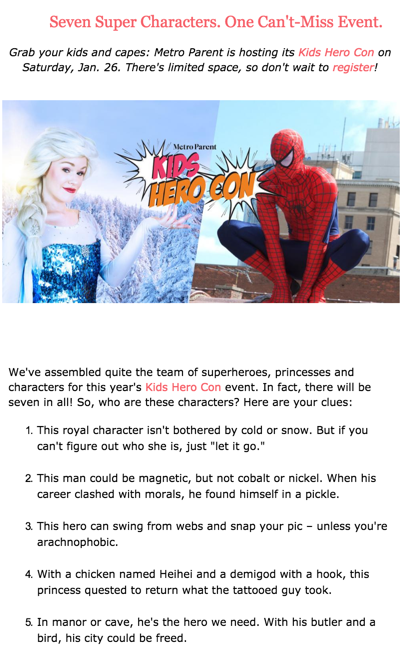 Seven Super Characters. One Can't-Miss Event.
Grab your kids and capes: Metro Parent is hosting its Kids Hero Con on
Saturday, Jan. 26. There's limited space, so don't wait to register!
Metro Parent
KIDS
HERO CON
We've assembled quite the team of superheroes, princesses and
characters for this year's Kids Hero Con event. In fact, there will be
seven in all! So, who are these characters? Here are your clues:
1. This royal character isn't bothered by cold or snow. But if you
can't figure out who she is, just "let it go."
2. This man could be magnetic, but not cobalt or nickel. When his
career clashed with morals, he found himself in a pickle.
3. This hero can swing from webs and snap your pic – unless you're
arachnophobic.
4. With a chicken named Heihei and a demigod with a hook, this
princess quested to return what the tattooed guy took.
5. In manor or cave, he's the hero we need. With his butler and a
bird, his city could be freed.